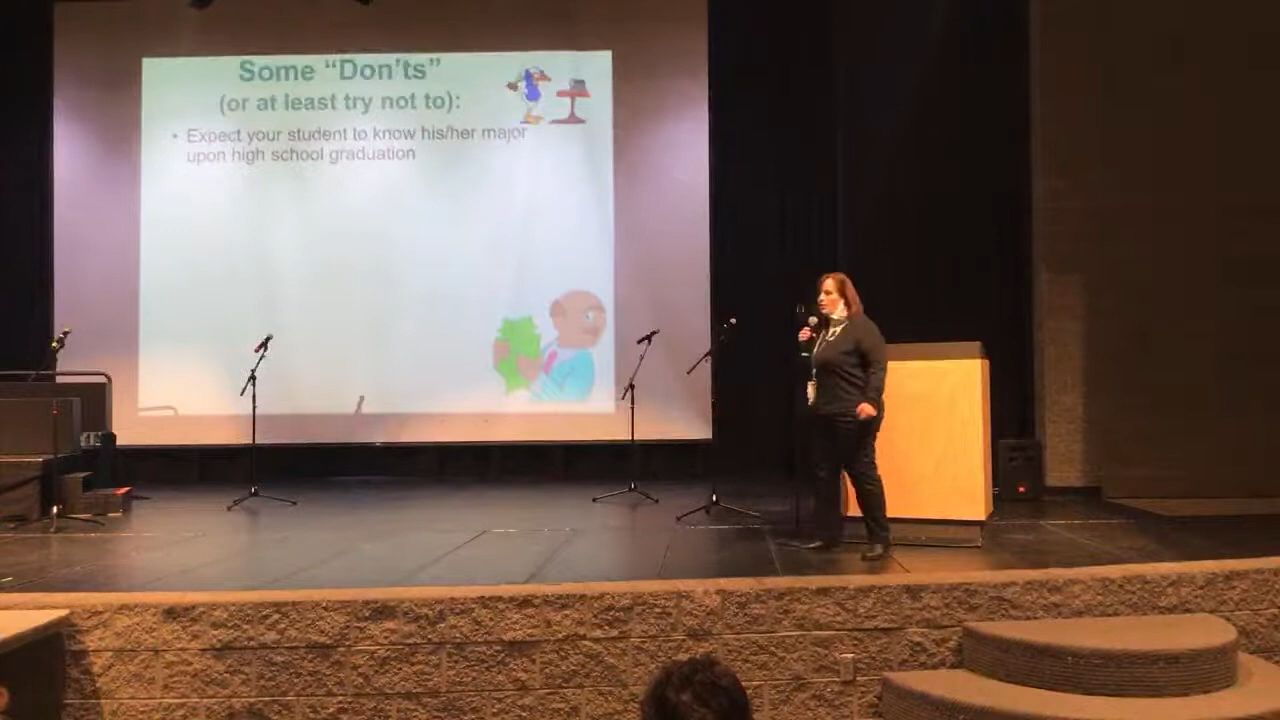 Some “Don'ts”
(or at least try not to):
• Expect your student to know his/her major
upon high school graduation